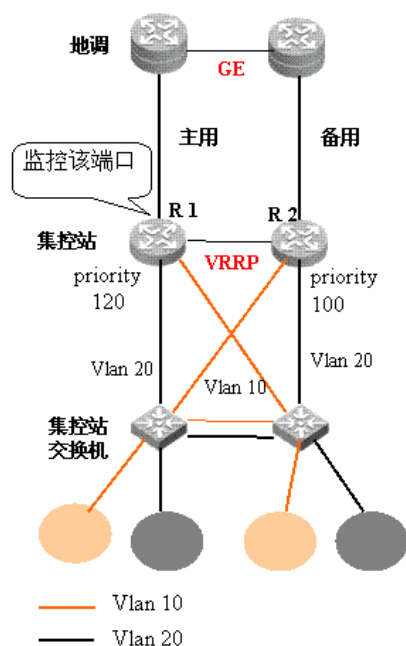 地调
GE
主用
备用
监控该端口
R 1
R 2
集控站
VRRP
priority
120
priority
100
Vlan 20
Vlan 10
Vlan 20
集控站
交换机
Vlan 10
Vlan 20